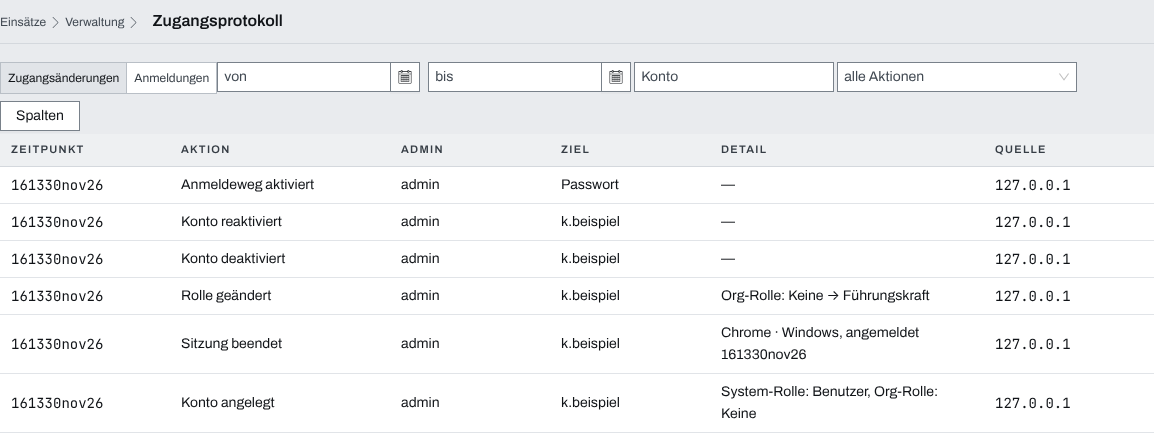 Einsätze Verwaltung Zugangsprotokoll
Zugangsänderungen Anmeldungen von bis Konto alle Aktionen
Spalten
ZEITPUNKT AKTION ADMIN ZIEL DETAIL QUELLE
161330nov26 Anmeldeweg aktiviert admin Passwort — 127.0.0.1
161330nov26 Konto reaktiviert admin k.beispiel — 127.0.0.1
161330nov26 Konto deaktiviert admin k.beispiel — 127.0.0.1
161330nov26 Rolle geändert admin k.beispiel Org-Rolle: Keine → Führungskraft 127.0.0.1
161330nov26 Sitzung beendet admin k.beispiel Chrome · Windows, angemeldet
161330nov26 127.0.0.1
161330nov26 Konto angelegt admin k.beispiel System-Rolle: Benutzer, Org-Rolle:
Keine 127.0.0.1